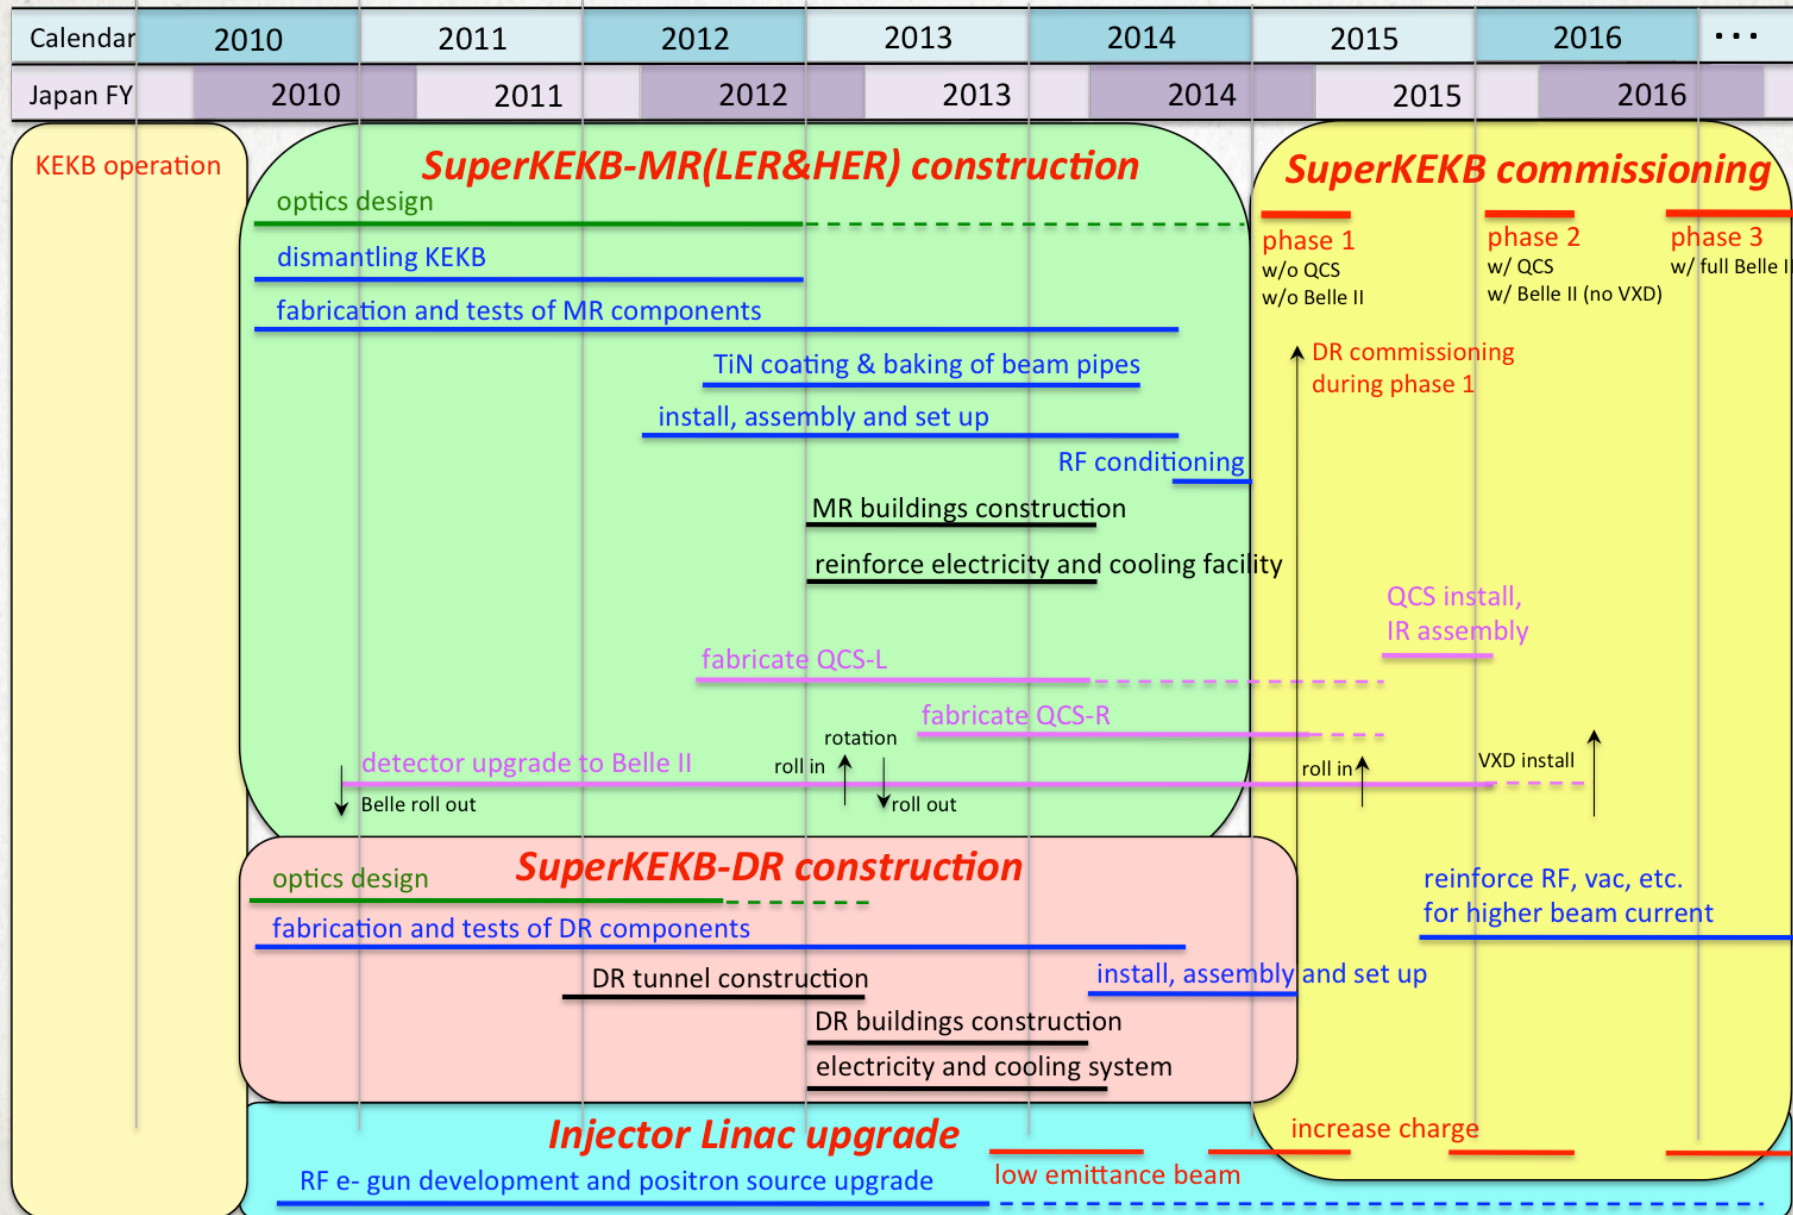 Calendar 2010 2011 2012 2013 2014 2015 2016 ...
Japan FY 2010 2011 2012 2013 2014 2015 2016
KEKB operation
SuperKEKB-MR(LER&HER) construction
optics design
dismantling KEKB
fabrication and tests of MR components
TiN coating & baking of beam pipes
install, assembly and set up
RF conditioning
MR buildings construction
reinforce electricity and cooling facility
fabricate QCS-L
fabricate QCS-R
rotation
roll in
roll out
detector upgrade to Belle II
Belle roll out
SuperKEKB commissioning
phase 1
w/o QCS
w/o Belle II
phase 2
w/ QCS
w/ Belle II (no VXD)
phase 3
w/ full Belle II
DR commissioning
during phase 1
QCS install,
IR assembly
roll in
VXD install
reinforce RF, vac, etc.
for higher beam current
SuperKEKB-DR construction
optics design
fabrication and tests of DR components
DR tunnel construction
install, assembly and set up
DR buildings construction
electricity and cooling system
Injector Linac upgrade
increase charge
low emittance beam
RF e- gun development and positron source upgrade